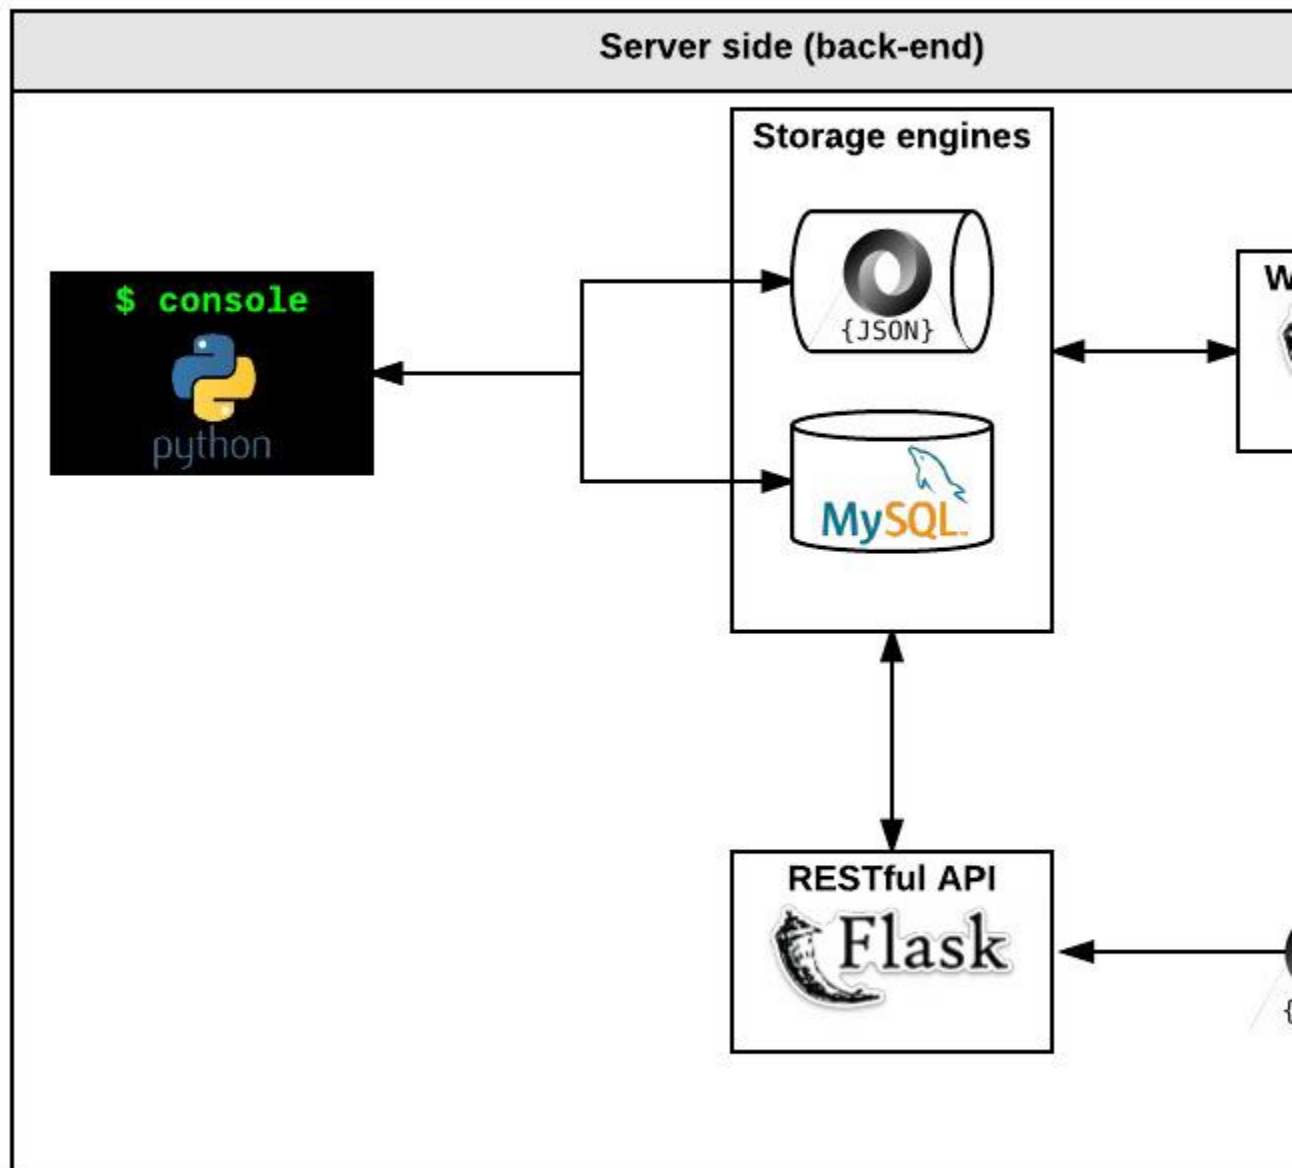 Server side (back-end)
Storage engines
{JSON}
$ console
python
MySQL
RESTful API
Flask